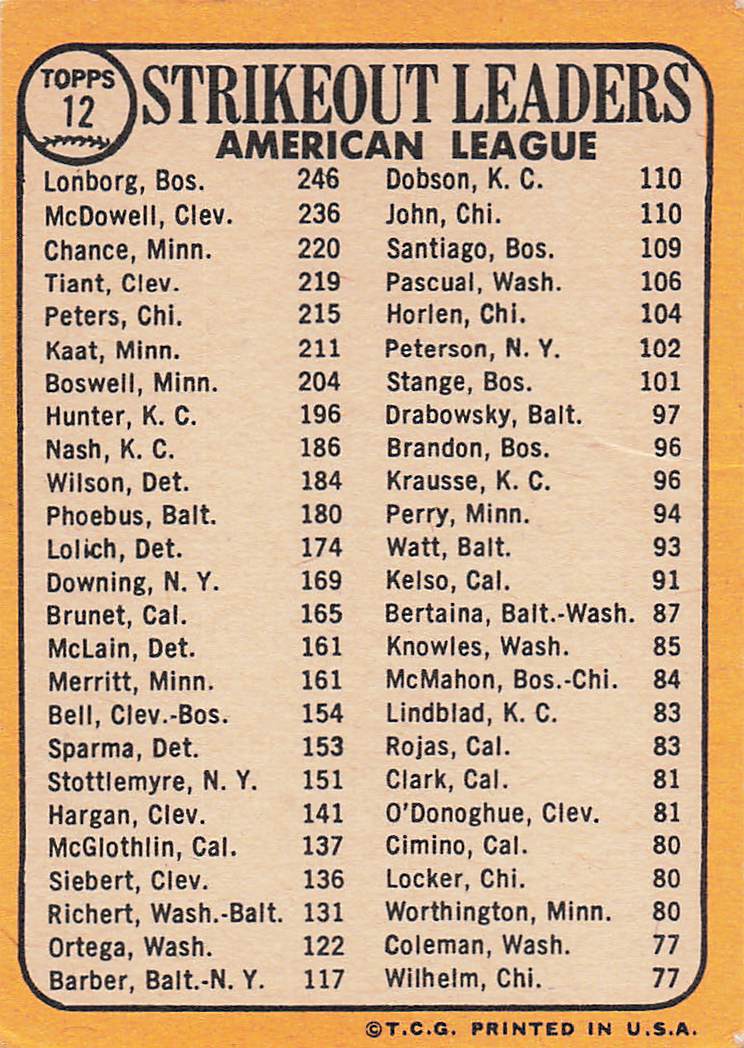 TOPPS
12
STRIKEOUT LEADERS
AMERICAN LEAGUE
Lonborg, Bos. 246
McDowell, Clev. 236
Chance, Minn. 220
Tiant, Clev. 219
Peters, Chi. 215
Kaat, Minn. 211
Boswell, Minn. 204
Hunter, K. C. 196
Nash, K. C. 186
Wilson, Det. 184
Phoebus, Balt. 180
Lolich, Det. 174
Downing, N. Y. 169
Brunet, Cal. 165
McLain, Det. 161
Merritt, Minn. 161
Bell, Clev.-Bos. 154
Sparma, Det. 153
Stottlemyre, N. Y. 151
Hargan, Clev. 141
McGlothlin, Cal. 137
Siebert, Clev. 136
Richert, Wash.-Balt. 131
Ortega, Wash. 122
Barber, Balt.-N. Y. 117
Dobson, K. C. 110
John, Chi. 110
Santiago, Bos. 109
Pascual, Wash. 106
Horlen, Chi. 104
Peterson, N. Y. 102
Stange, Bos. 101
Drabowsky, Balt. 97
Brandon, Bos. 96
Krausse, K. C. 96
Perry, Minn. 94
Watt, Balt. 93
Kelso, Cal. 91
Bertaina, Balt.-Wash. 87
Knowles, Wash. 85
McMahon, Bos.-Chi. 84
Lindblad, K. C. 83
Rojas, Cal. 83
Clark, Cal. 81
O'Donoghue, Clev. 81
Cimino, Cal. 80
Locker, Chi. 80
Worthington, Minn. 80
Coleman, Wash. 77
Wilhelm, Chi. 77
©T.C.G. PRINTED IN U.S.A.